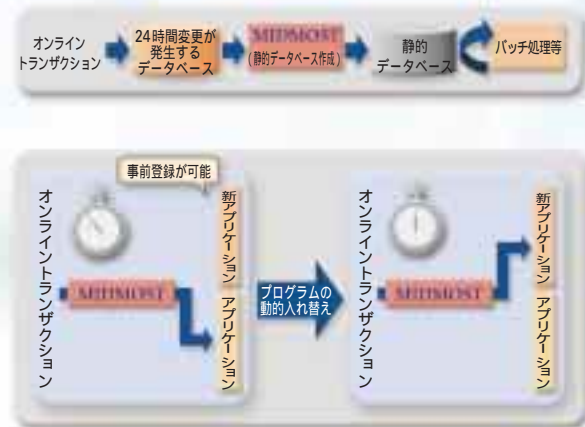 オンライン
トランザクション
24時間変更が
発生する
データベース
MIDMOST
(静的データベース作成)
静的
データベース
バッチ処理等
事前登録が可能
オンライントランザクション
MIDMOST
新アプリケーション
アプリケーション
プログラムの
動的入れ替え
オンライントランザクション
MIDMOST
新アプリケーション
アプリケーション